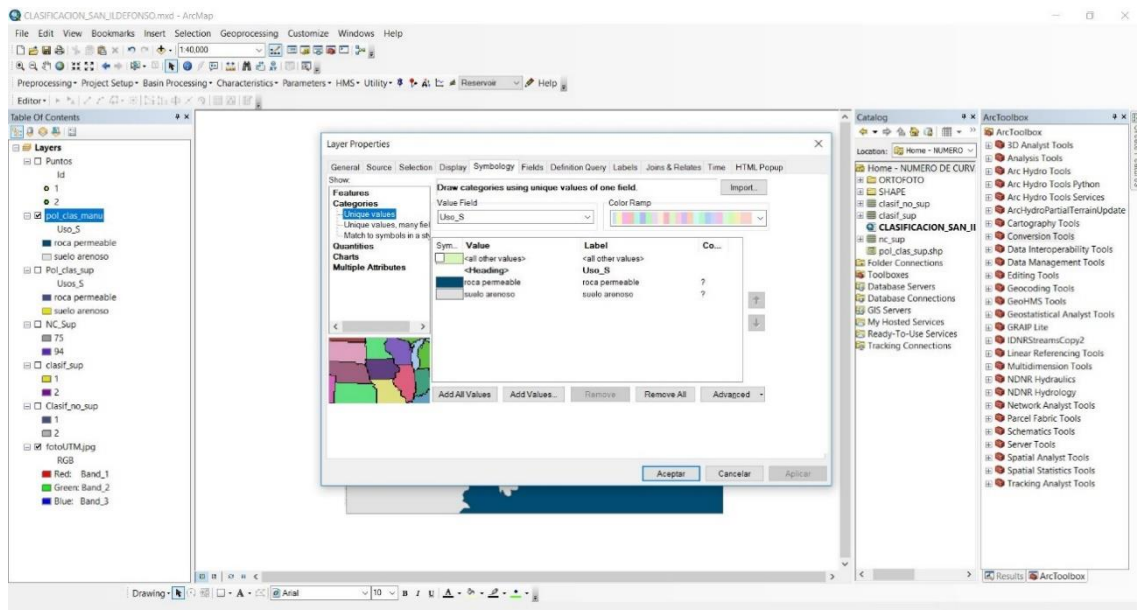 CLASIFICACION_SAN_ILDEFONSO.mxd - ArcMap
File Edit View Bookmarks Insert Selection Geoprocessing Customize Windows Help
1:40,000
Preprocessing Project Setup Basin Processing Characteristics Parameters HMS Utility Reservoir Help
Editor
Table Of Contents
Layers
Puntos
Id
1
2
pol_clas_manu
Uso_S
roca permeable
suelo arenoso
Pol_clas_sup
Usos_S
roca permeable
suelo arenoso
NC_Sup
75
94
clasif_sup
1
2
Clasif_no_sup
1
2
fotoUTM.jpg
RGB
Red: Band_1
Green: Band_2
Blue: Band_3
Layer Properties
General Source Selection Display Symbology Fields Definition Query Labels Joins & Relates Time HTML Popup
Show:
Features
Categories
Unique values
Unique values, many fiel
Match to symbols in a st
Quantities
Charts
Multiple Attributes
Draw categories using unique values of one field.
Import...
Value Field
Color Ramp
Uso_S
Sym... Value Label Co...
<all other values> <all other values>
<Heading> Uso_S
roca permeable roca permeable ?
suelo arenoso suelo arenoso ?
Add All Values Add Values... Remove Remove All Advanced
Aceptar Cancelar Aplicar
Catalog
Location: Home - NUMERO
Home - NUMERO DE CURV
ORTOFOTO
SHAPE
clasif_no_sup
clasif_sup
CLASIFICACION_SAN_II
nc_sup
pol_clas_sup.shp
Folder Connections
Toolboxes
Database Servers
Database Connections
GIS Servers
My Hosted Services
Ready-To-Use Services
Tracking Connections
ArcToolbox
ArcToolbox
3D Analyst Tools
Analysis Tools
Arc Hydro Tools
Arc Hydro Tools Python
Arc Hydro Tools Services
ArcHydroPartialTerrainUpdate
Cartography Tools
Conversion Tools
Data Interoperability Tools
Data Management Tools
Editing Tools
Geocoding Tools
GeoHMS Tools
Geostatistical Analyst Tools
GRAIP Lite
IDNRStreamsCopy2
Linear Referencing Tools
Multidimension Tools
NDNR Hydraulics
NDNR Hydrology
Network Analyst Tools
Parcel Fabric Tools
Schematics Tools
Server Tools
Spatial Analyst Tools
Spatial Statistics Tools
Tracking Analyst Tools
Results ArcToolbox
Drawing A Arial 10 B I U A